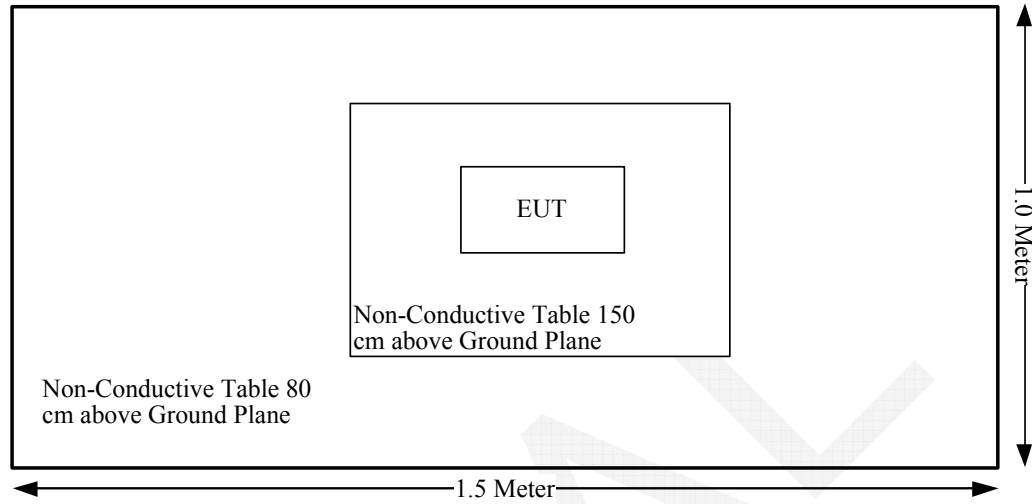 EUT
Non-Conductive Table 150
cm above Ground Plane
Non-Conductive Table 80
cm above Ground Plane
1.0 Meter
1.5 Meter